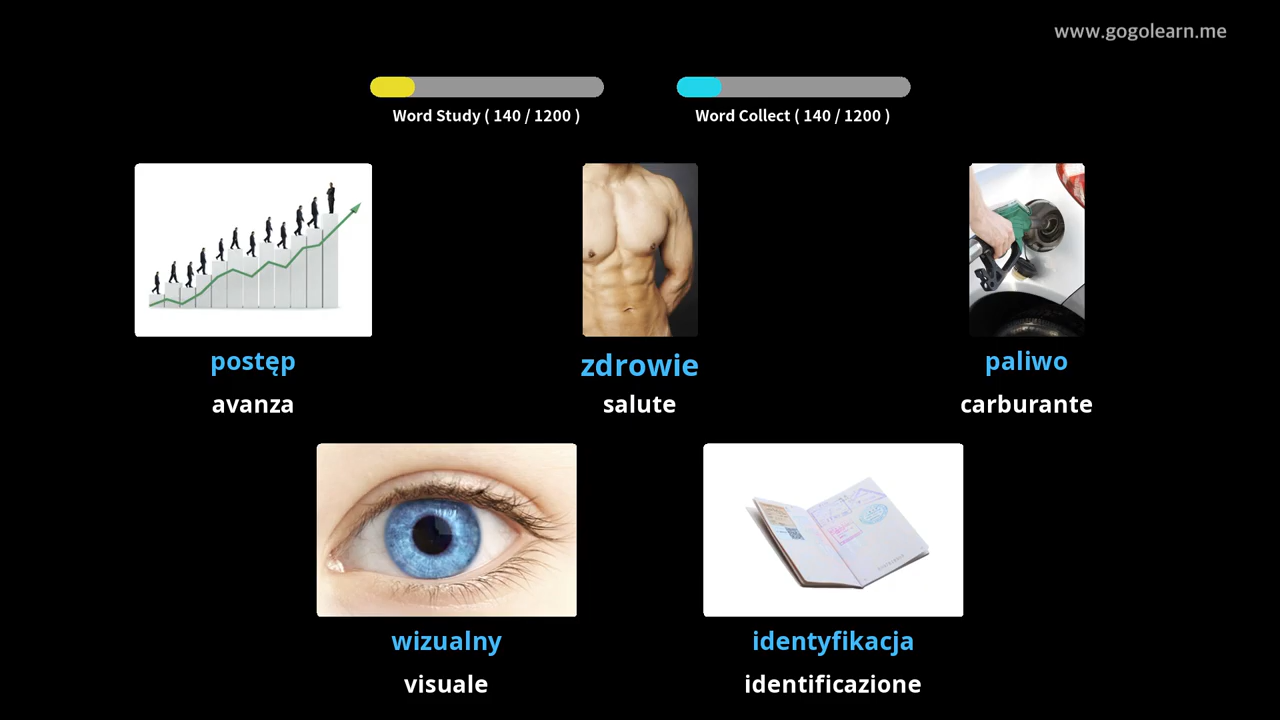 www.gogolearn.me
Word Study ( 140 / 1200 )
Word Collect ( 140 / 1200 )
postęp
zdrowie
paliwo
avanza
salute
carburante
wizualny
identyfikacja
visuale
identificazione